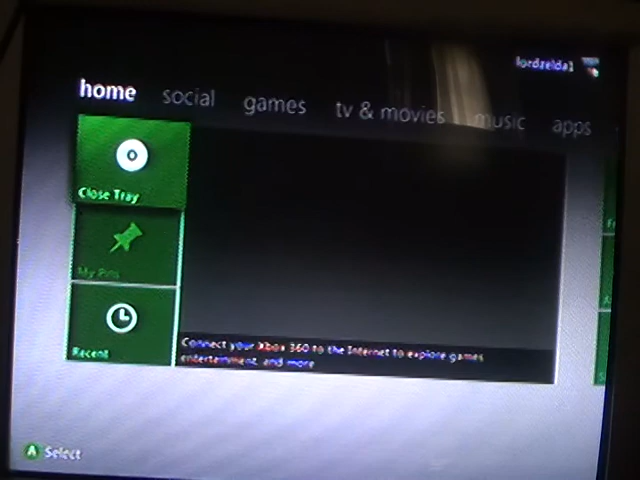 lordzelda1
home social games tv & movies music apps
Close Tray
My Pins
Recent
Connect your Xbox 360 to the Internet to explore games
entertainment, and more
A Select